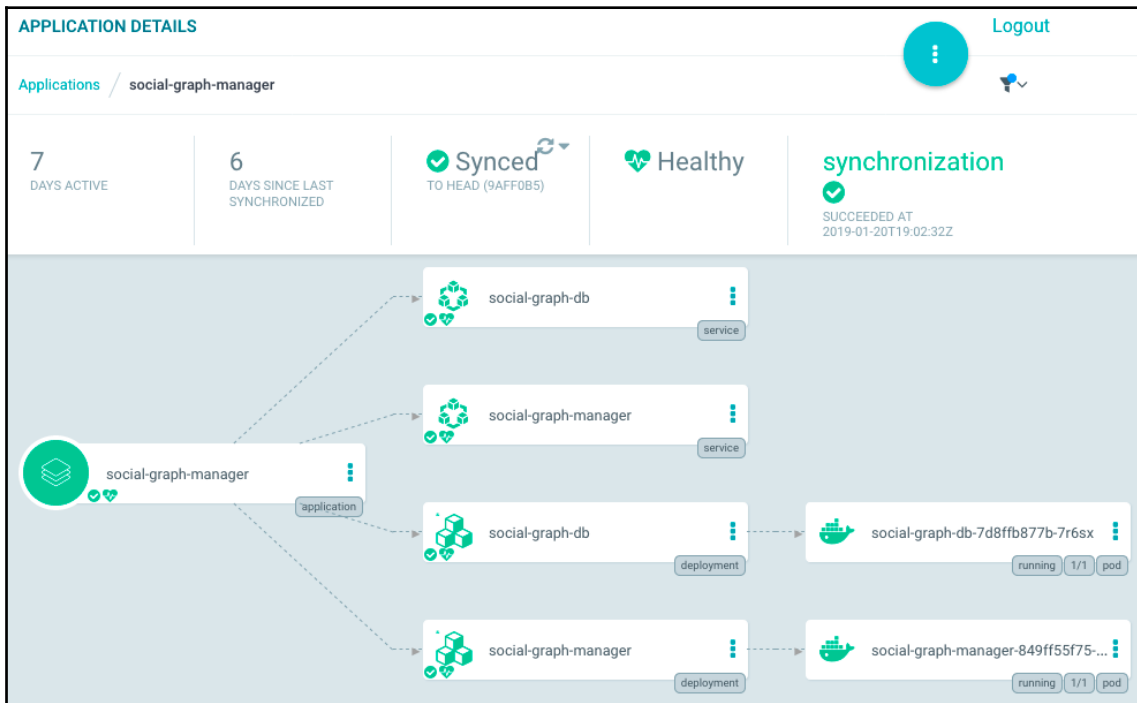 APPLICATION DETAILS
Logout
Applications / social-graph-manager
7
DAYS ACTIVE
6
DAYS SINCE LAST
SYNCHRONIZED
Synced
TO HEAD (9AFF0B5)
Healthy
synchronization
SUCCEEDED AT
2019-01-20T19:02:32Z
social-graph-db
service
social-graph-manager
service
social-graph-manager
application
social-graph-db
deployment
social-graph-db-7d8ffb877b-7r6sx
running 1/1 pod
social-graph-manager
deployment
social-graph-manager-849ff55f75-...
running 1/1 pod